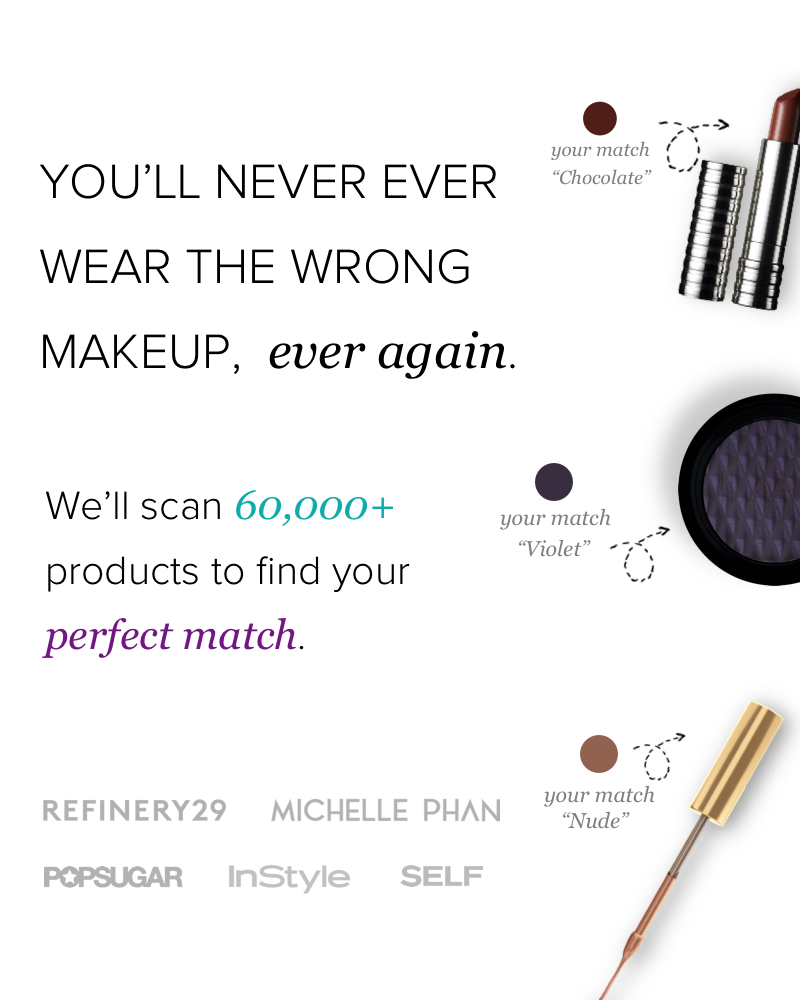 YOU'LL NEVER EVER
WEAR THE WRONG
MAKEUP, ever again.
We'll scan 60,000+
products to find your
perfect match.
your match
“Chocolate”
your match
“Violet”
your match
“Nude”
REFINERY29 MICHELLE PHAN
POPSUGAR InStyle SELF